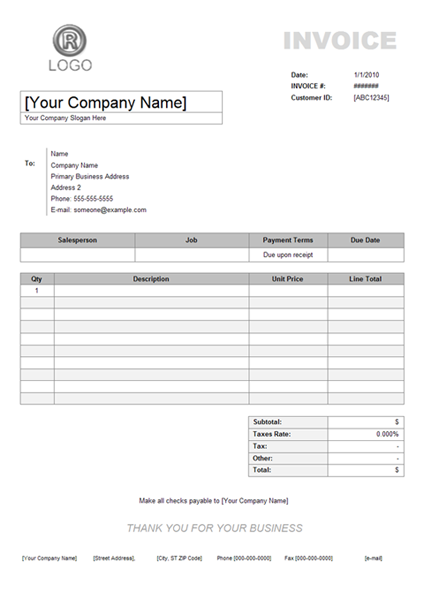 ®
LOGO
INVOICE
Date: 1/1/2010
INVOICE #: #######
Customer ID: [ABC12345]
[Your Company Name]
Your Company Slogan Here
To:
Name
Company Name
Primary Business Address
Address 2
Phone: 555-555-5555
E-mail: someone@example.com
Salesperson Job Payment Terms Due Date
Due upon receipt
Qty Description Unit Price Line Total
1
Subtotal: $
Taxes Rate: 0.000%
Tax: -
Other: -
Total: $
Make all checks payable to [Your Company Name]
THANK YOU FOR YOUR BUSINESS
[Your Company Name] [Street Address], [City, ST ZIP Code] Phone [000-000-0000] Fax [000-000-0000] [e-mail]